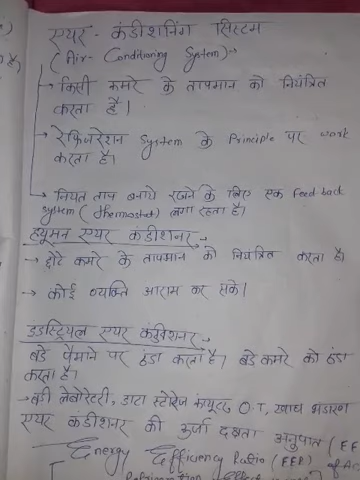 एयर - कंडीशनिंग सिस्टम
(Air-Conditioning System) →
→ किसी कमरे के तापमान को नियंत्रित
करता है।
→ रेफ्रिजरेशन System के Principle पर work
करता है।
→ नियत ताप बनाये रखने के लिए एक Feed back
System (thermostat) लगा रहता है।
ह्यूमन एयर कंडीशनर →
→ छोटे कमरे के तापमान को नियंत्रित करता है
→ कोई व्यक्ति आराम कर सके।
इंडस्ट्रियल एयर कंडीशनर →
बड़े पैमाने पर ठंडा करता है। बड़े कमरे को ठंडा
करता है।
→ बड़ी लेबोरेटरी, डाटा स्टोरेज कंप्यूटर, O.T, खाद्य भंडारण
एयर कंडीशनर की ऊर्जा दक्षता अनुपात (EE
Energy Efficiency Ratio (EER) of